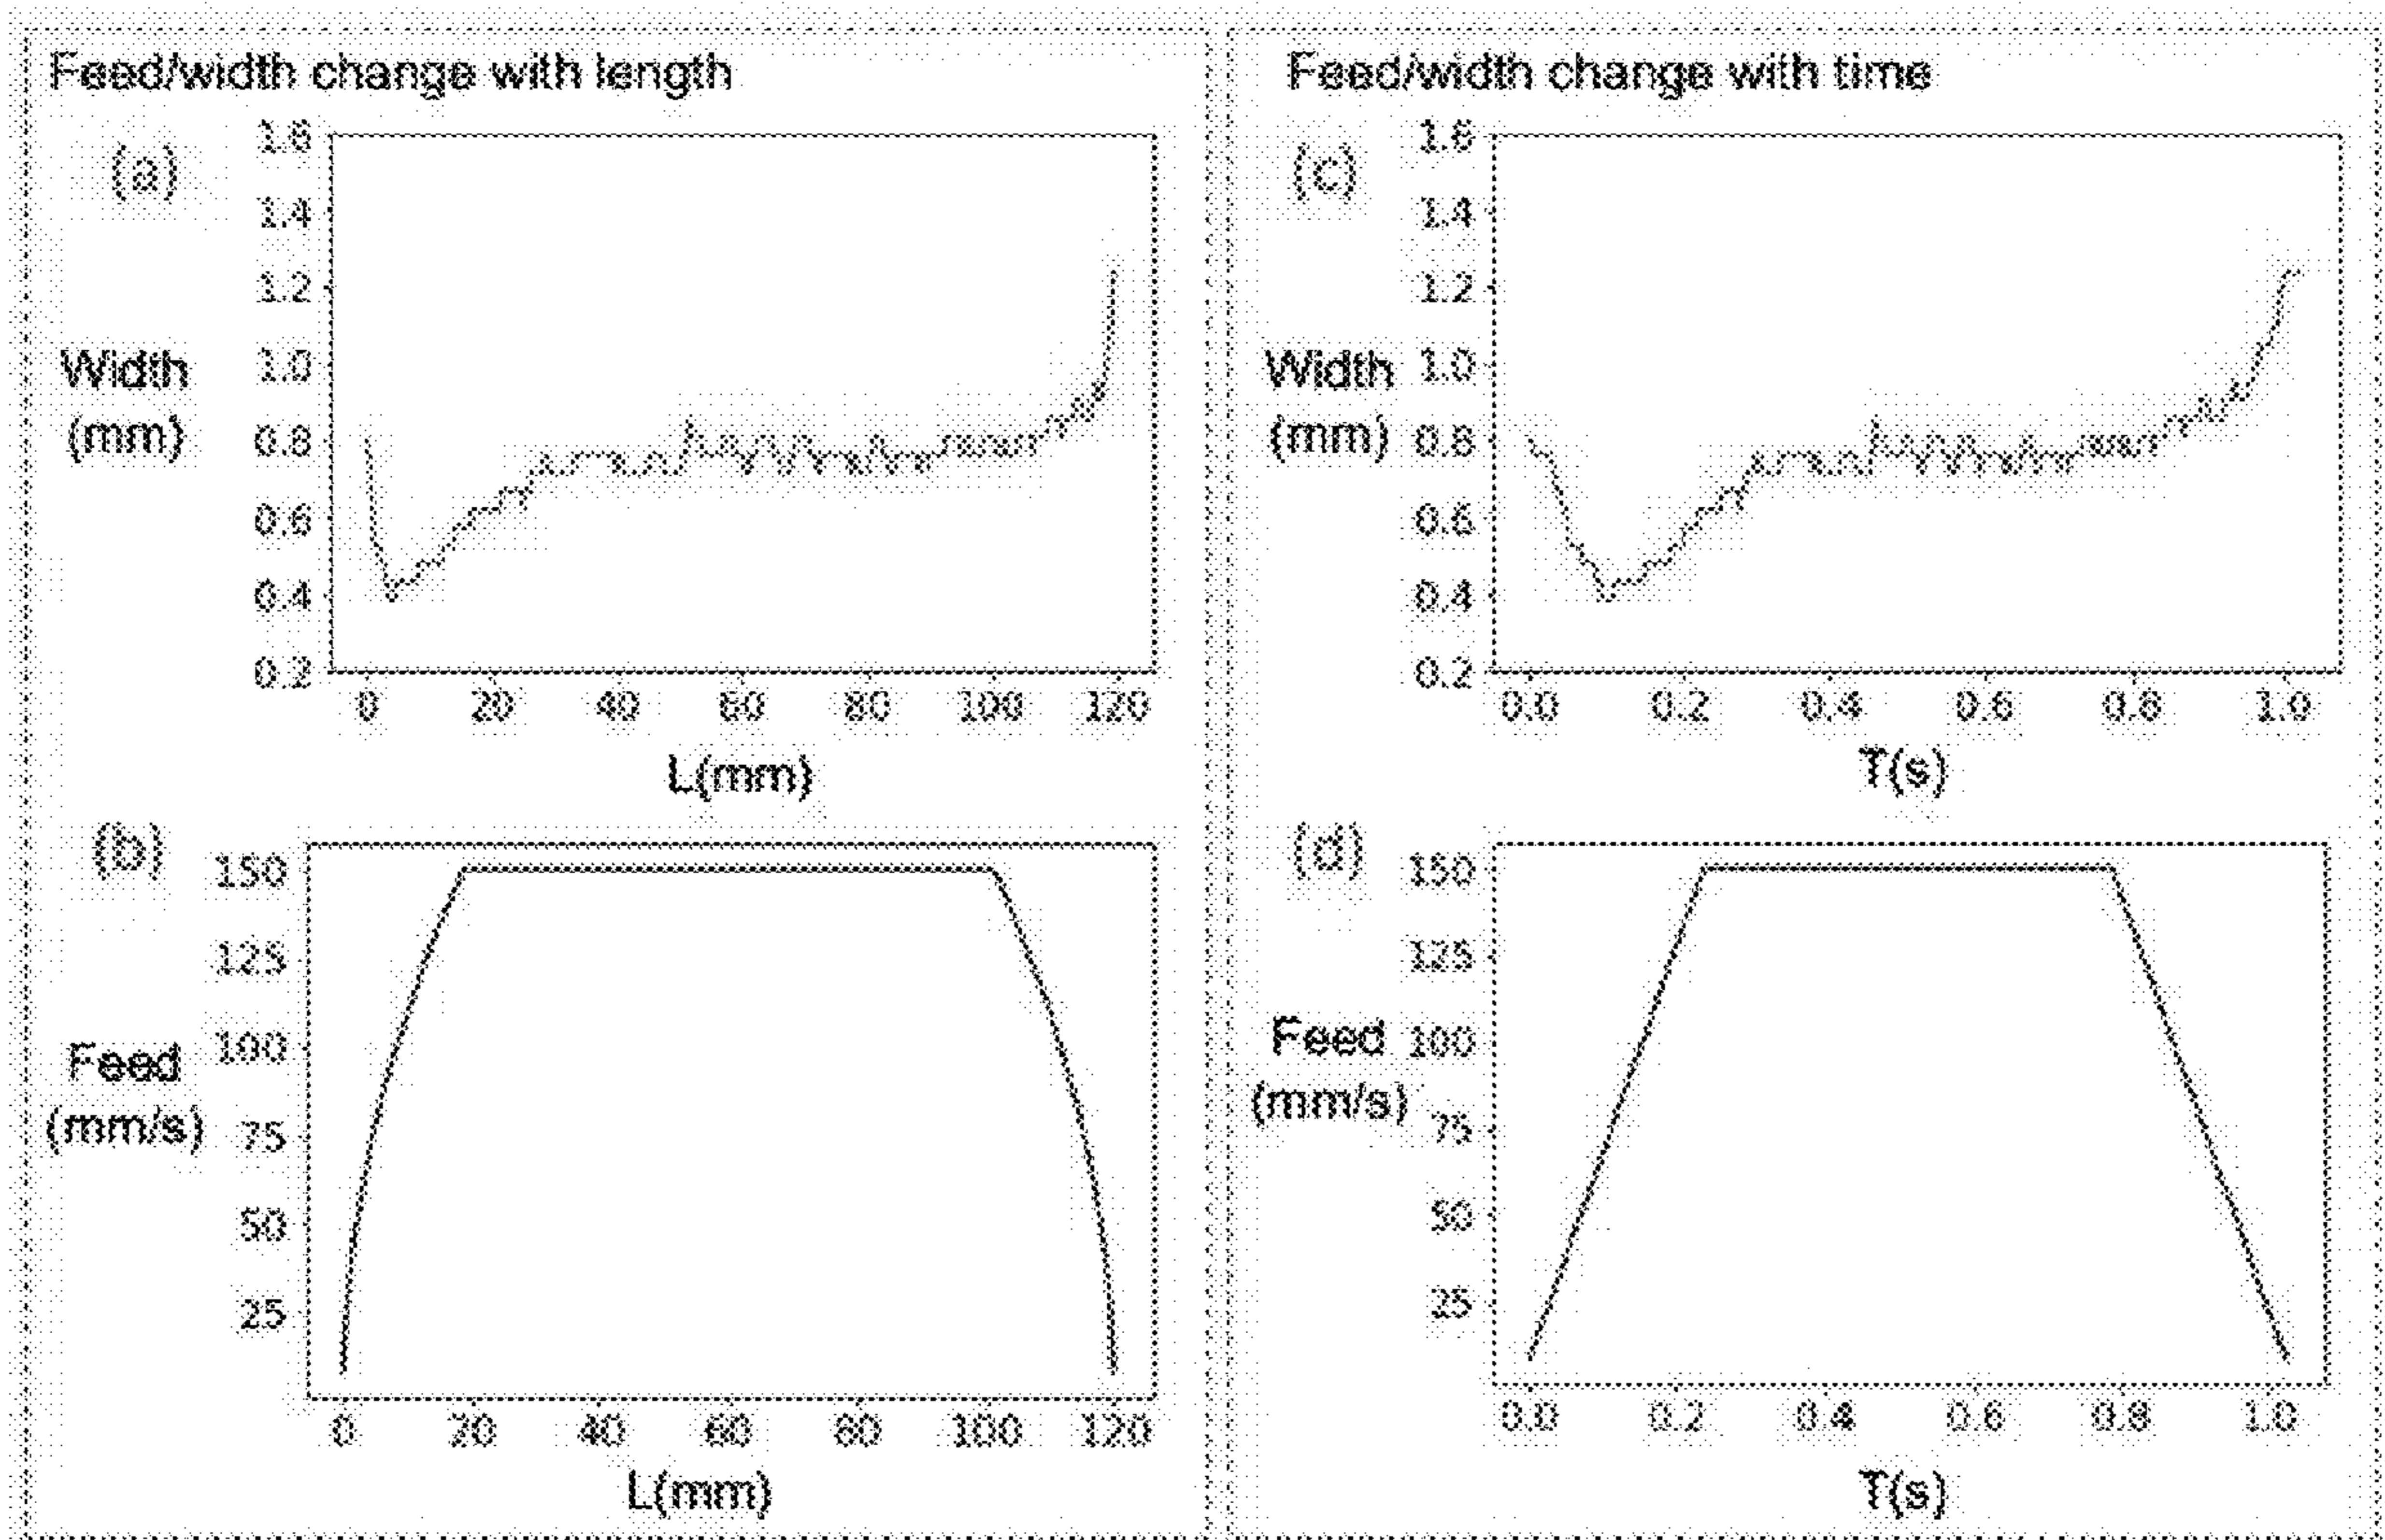 Feed/width change with length
(a)
1.6
1.4
1.2
1.0
0.8
0.6
0.4
0.2
Width
(mm)
0 20 40 60 80 100 120
L(mm)
(b)
150
125
100
75
50
25
Feed
(mm/s)
0 20 40 60 80 100 120
L(mm)
Feed/width change with time
(c)
1.6
1.4
1.2
1.0
0.8
0.6
0.4
0.2
Width
(mm)
0.0 0.2 0.4 0.6 0.8 1.0
T(s)
(d)
150
125
100
75
50
25
Feed
(mm/s)
0.0 0.2 0.4 0.6 0.8 1.0
T(s)